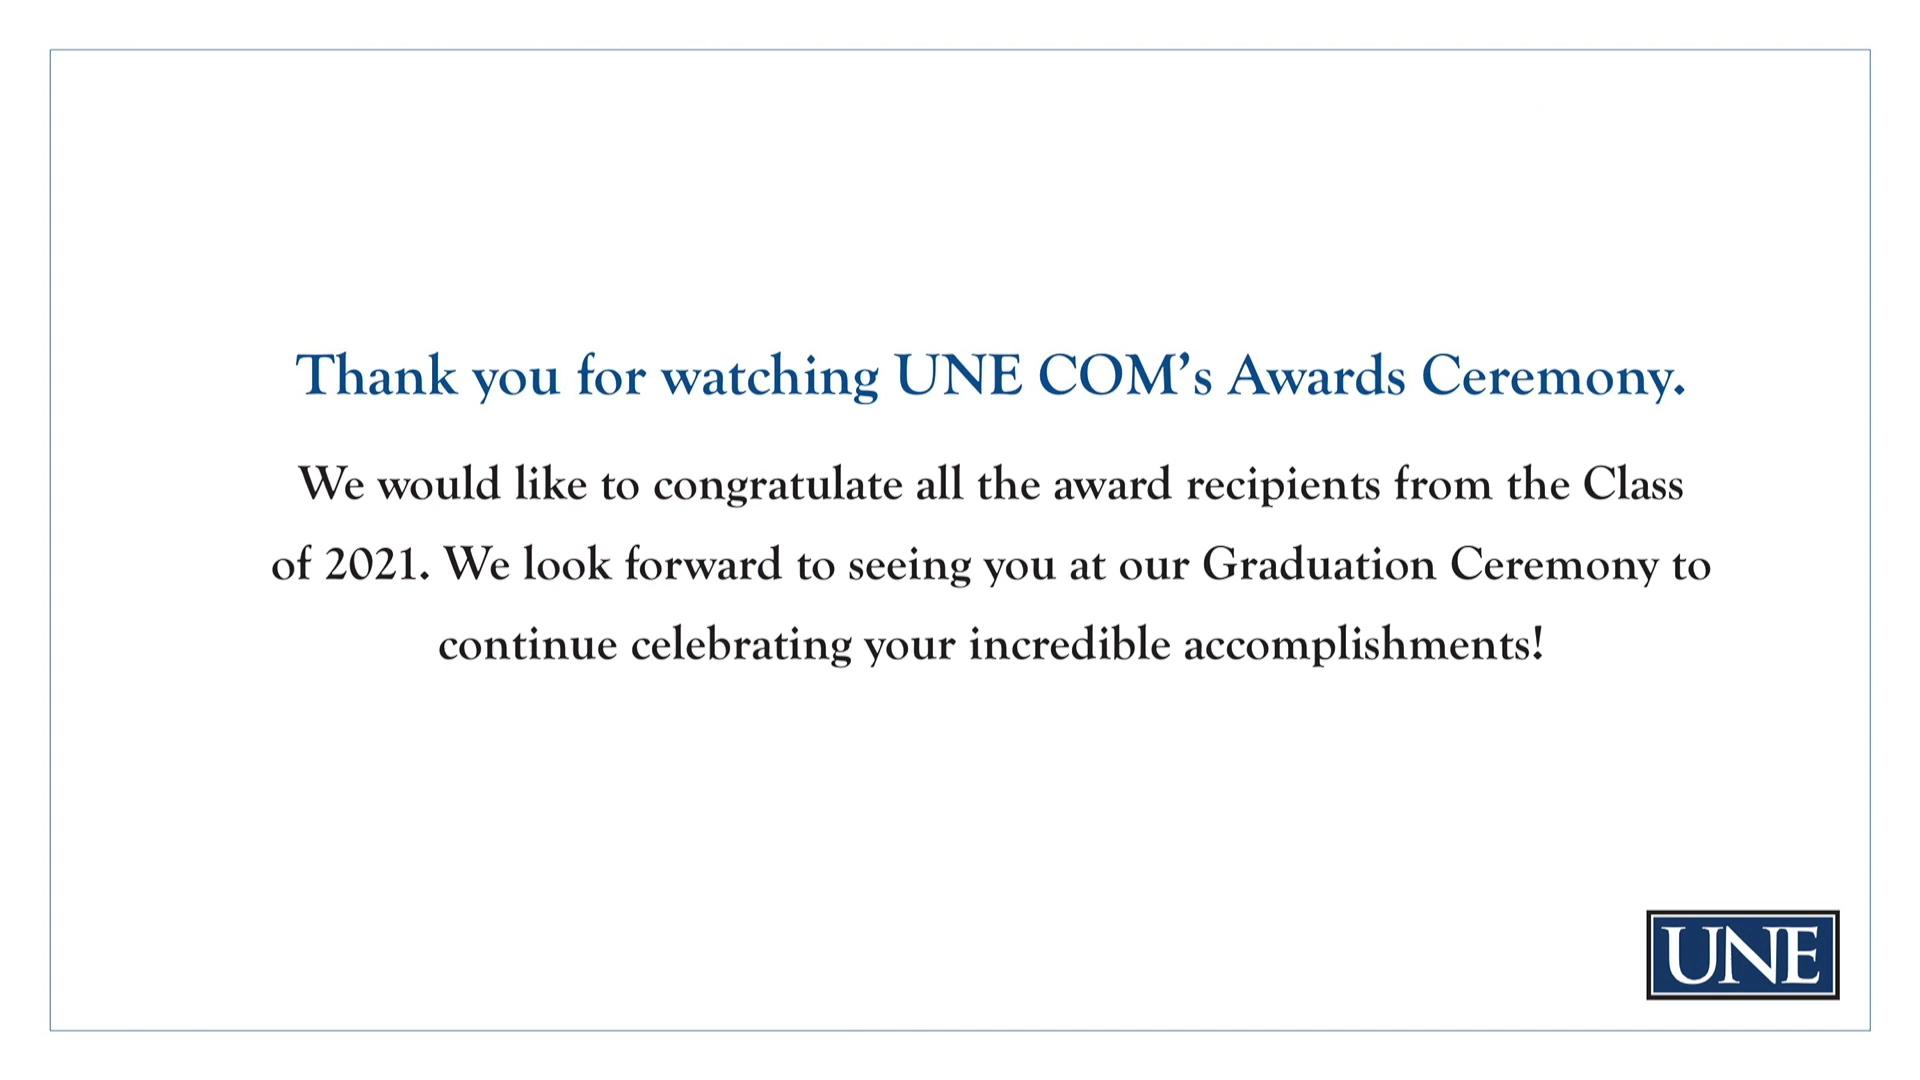 Thank you for watching UNE COM’s Awards Ceremony.
We would like to congratulate all the award recipients from the Class
of 2021. We look forward to seeing you at our Graduation Ceremony to
continue celebrating your incredible accomplishments!
UNE